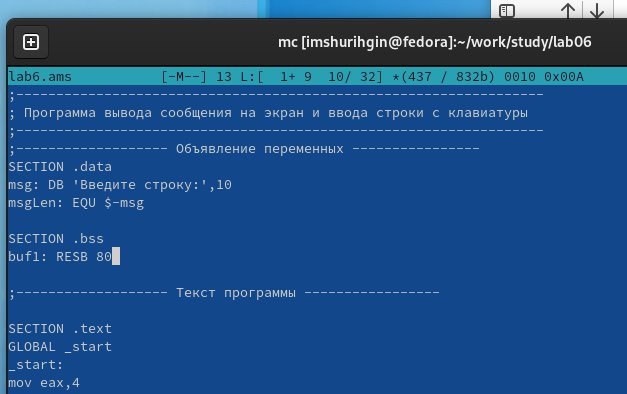 mc [imshurihgin@fedora]:~/work/study/lab06
lab6.ams [-M--] 13 L:[ 1+ 9 10/ 32] *(437 / 832b) 0010 0x00A
;---------------------------------------------------------------------
; Программа вывода сообщения на экран и ввода строки с клавиатуры
;---------------------------------------------------------------------
;------------------- Объявление переменных ----------------
SECTION .data
msg: DB 'Введите строку:',10
msgLen: EQU $-msg
SECTION .bss
buf1: RESB 80
;------------------- Текст программы -----------------
SECTION .text
GLOBAL _start
_start:
mov eax,4